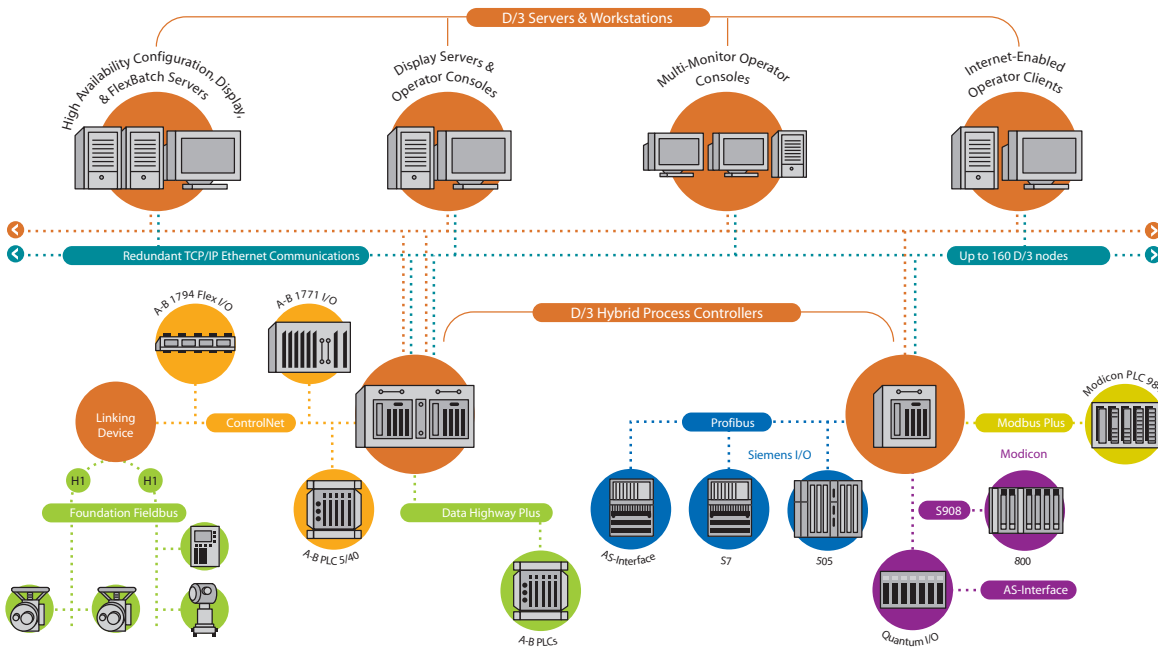 D/3 Servers & Workstations
High Availability Configuration, Display,
& FlexBatch Servers
Display Servers &
Operator Consoles
Multi-Monitor Operator
Consoles
Internet-Enabled
Operator Clients
Redundant TCP/IP Ethernet Communications
Up to 160 D/3 nodes
A-B 1794 Flex I/O
A-B 1771 I/O
D/3 Hybrid Process Controllers
Linking
Device
ControlNet
Profibus
Modbus Plus
Modicon PLC 98
Siemens I/O
Modicon
H1
H1
Foundation Fieldbus
A-B PLC 5/40
Data Highway Plus
S908
AS-Interface
S7
505
800
A-B PLCs
Quantum I/O
AS-Interface